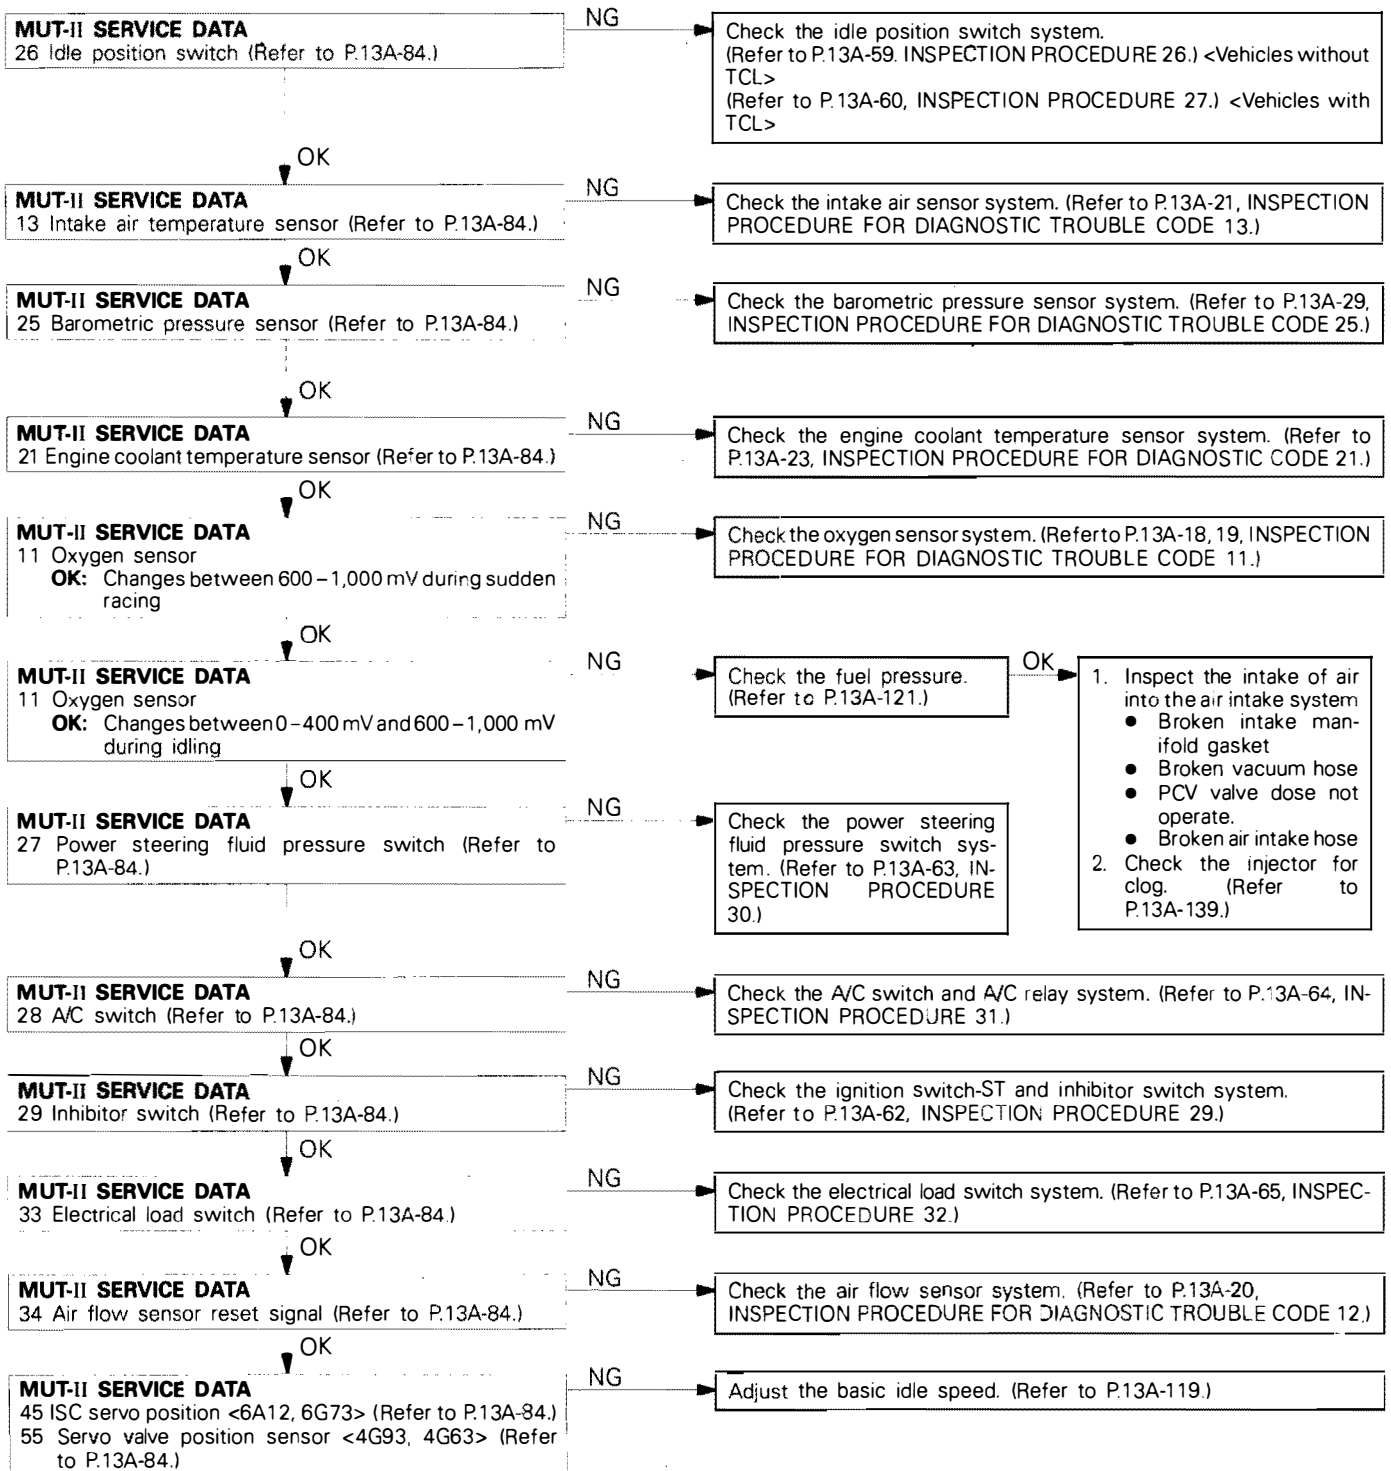 MUT-II SERVICE DATA
26 Idle position switch (Refer to P.13A-84.)
NG
Check the idle position switch system.
(Refer to P.13A-59. INSPECTION PROCEDURE 26.) <Vehicles without
TCL>
(Refer to P.13A-60, INSPECTION PROCEDURE 27.) <Vehicles with
TCL>
OK
MUT-II SERVICE DATA
13 Intake air temperature sensor (Refer to P.13A-84.)
NG
Check the intake air sensor system. (Refer to P.13A-21, INSPECTION
PROCEDURE FOR DIAGNOSTIC TROUBLE CODE 13.)
OK
MUT-II SERVICE DATA
25 Barometric pressure sensor (Refer to P.13A-84.)
NG
Check the barometric pressure sensor system. (Refer to P.13A-29,
INSPECTION PROCEDURE FOR DIAGNOSTIC TROUBLE CODE 25.)
OK
MUT-II SERVICE DATA
21 Engine coolant temperature sensor (Refer to P.13A-84.)
NG
Check the engine coolant temperature sensor system. (Refer to
P.13A-23, INSPECTION PROCEDURE FOR DIAGNOSTIC CODE 21.)
OK
MUT-II SERVICE DATA
11 Oxygen sensor
OK: Changes between 600 – 1,000 mV during sudden
racing
NG
Check the oxygen sensor system. (Refer to P.13A-18, 19, INSPECTION
PROCEDURE FOR DIAGNOSTIC TROUBLE CODE 11.)
OK
MUT-II SERVICE DATA
11 Oxygen sensor
OK: Changes between 0 – 400 mV and 600 – 1,000 mV
during idling
NG
Check the fuel pressure.
(Refer to P.13A-121.)
OK
1. Inspect the intake of air
into the air intake system
● Broken intake man-
ifold gasket
● Broken vacuum hose
● PCV valve dose not
operate.
● Broken air intake hose
2. Check the injector for
clog. (Refer to
P.13A-139.)
OK
MUT-II SERVICE DATA
27 Power steering fluid pressure switch (Refer to
P.13A-84.)
NG
Check the power steering
fluid pressure switch sys-
tem. (Refer to P.13A-63, IN-
SPECTION PROCEDURE
30.)
OK
MUT-II SERVICE DATA
28 A/C switch (Refer to P.13A-84.)
NG
Check the A/C switch and A/C relay system. (Refer to P.13A-64, IN-
SPECTION PROCEDURE 31.)
OK
MUT-II SERVICE DATA
29 Inhibitor switch (Refer to P.13A-84.)
NG
Check the ignition switch-ST and inhibitor switch system.
(Refer to P.13A-62, INSPECTION PROCEDURE 29.)
OK
MUT-II SERVICE DATA
33 Electrical load switch (Refer to P.13A-84.)
NG
Check the electrical load switch system. (Refer to P.13A-65, INSPEC-
TION PROCEDURE 32.)
OK
MUT-II SERVICE DATA
34 Air flow sensor reset signal (Refer to P.13A-84.)
NG
Check the air flow sensor system. (Refer to P.13A-20,
INSPECTION PROCEDURE FOR DIAGNOSTIC TROUBLE CODE 12.)
OK
MUT-II SERVICE DATA
45 ISC servo position <6A12, 6G73> (Refer to P.13A-84.)
55 Servo valve position sensor <4G93, 4G63> (Refer
to P.13A-84.)
NG
Adjust the basic idle speed. (Refer to P.13A-119.)